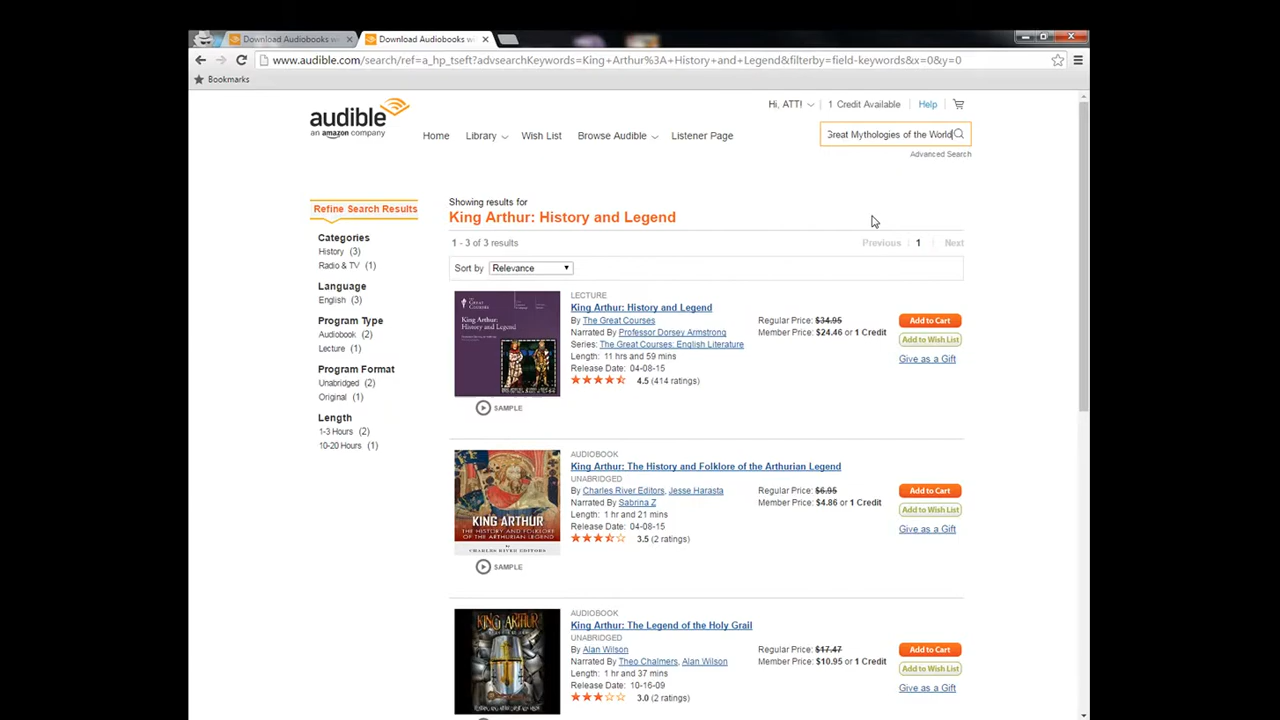 Download Audiobooks w
Download Audiobooks w
www.audible.com/search/ref=a_hp_tseft?advsearchKeywords=King+Arthur%3A+History+and+Legend&filterby=field-keywords&x=0&y=0
Bookmarks
audible
an amazon company
Hi, ATT!
1 Credit Available
Help
Home
Library
Wish List
Browse Audible
Listener Page
Great Mythologies of the World
Advanced Search
Refine Search Results
Categories
History (3)
Radio & TV (1)
Language
English (3)
Program Type
Audiobook (2)
Lecture (1)
Program Format
Unabridged (2)
Original (1)
Length
1-3 Hours (2)
10-20 Hours (1)
Showing results for
King Arthur: History and Legend
1 - 3 of 3 results
Previous 1 Next
Sort by Relevance
King Arthur:
History and Legend
LECTURE
King Arthur: History and Legend
By The Great Courses
Narrated By Professor Dorsey Armstrong
Series: The Great Courses: English Literature
Length: 11 hrs and 59 mins
Release Date: 04-08-15
4.5 (414 ratings)
Regular Price: $34.95
Member Price: $24.46 or 1 Credit
Add to Cart
Add to Wish List
Give as a Gift
SAMPLE
KING ARTHUR
THE HISTORY AND FOLKLORE
OF THE ARTHURIAN LEGEND
CHARLES RIVER EDITORS
AUDIOBOOK
King Arthur: The History and Folklore of the Arthurian Legend
UNABRIDGED
By Charles River Editors, Jesse Harasta
Narrated By Sabrina Z
Length: 1 hr and 21 mins
Release Date: 04-08-15
3.5 (2 ratings)
Regular Price: $6.95
Member Price: $4.86 or 1 Credit
Add to Cart
Add to Wish List
Give as a Gift
SAMPLE
KING ARTHUR
AUDIOBOOK
King Arthur: The Legend of the Holy Grail
UNABRIDGED
By Alan Wilson
Narrated By Theo Chalmers, Alan Wilson
Length: 1 hr and 37 mins
Release Date: 10-16-09
3.0 (2 ratings)
Regular Price: $17.47
Member Price: $10.95 or 1 Credit
Add to Cart
Add to Wish List
Give as a Gift